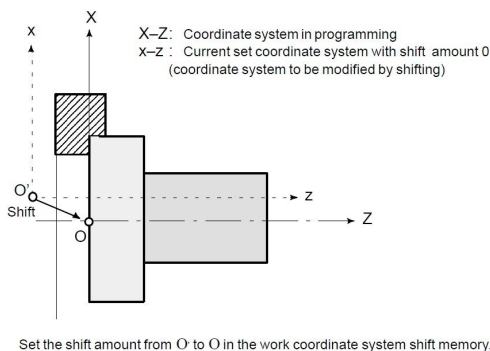 X
x
X–Z: Coordinate system in programming
x–z : Current set coordinate system with shift amount 0
(coordinate system to be modified by shifting)
O'
z
Shift
Z
O
Set the shift amount from O' to O in the work coordinate system shift memory.